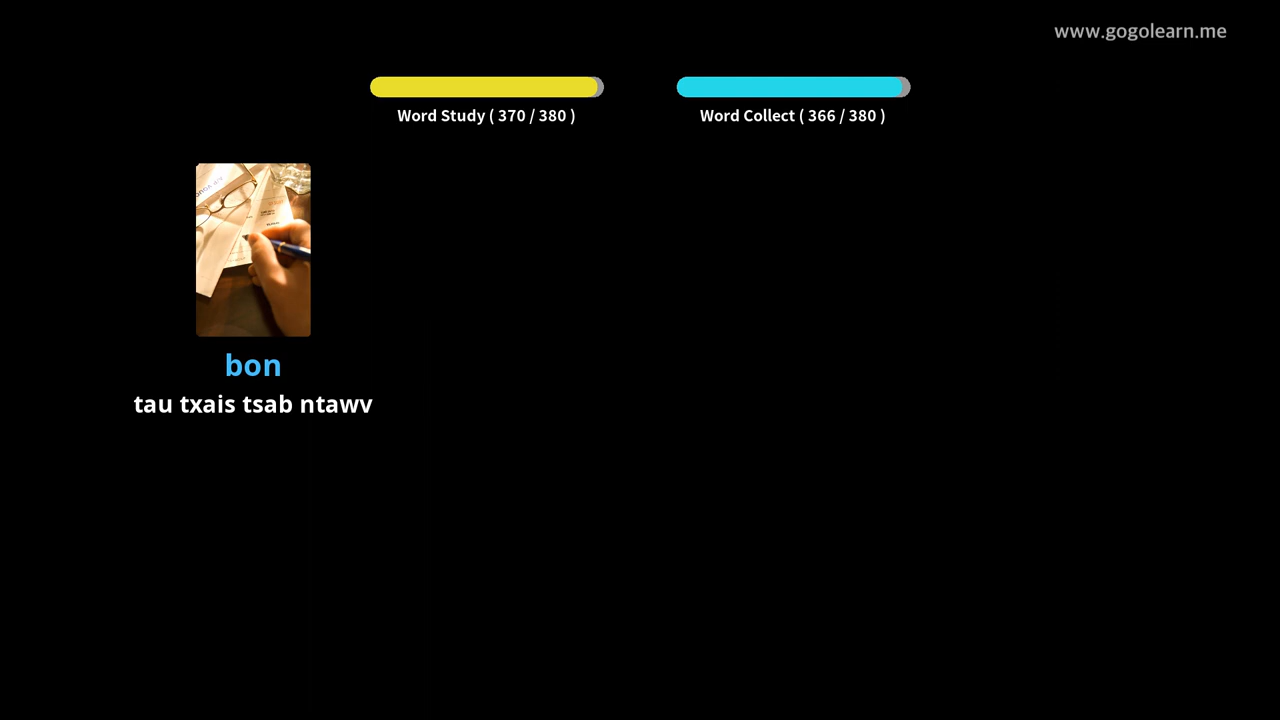 www.gogolearn.me
Word Study ( 370 / 380 )
Word Collect ( 366 / 380 )
bon
tau txais tsab ntawv